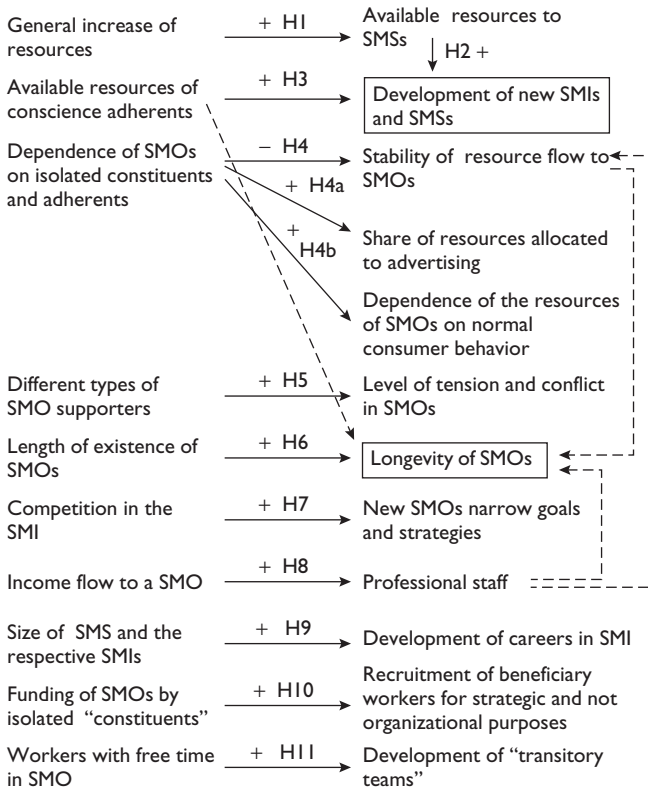 General increase of
resources
+ H1
Available resources to
SMSs
H2 +
Available resources of
conscience adherents
+ H3
Development of new SMIs
and SMSs
Dependence of SMOs
on isolated constituents
and adherents
− H4
Stability of resource flow to
SMOs
+ H4a
Share of resources allocated
to advertising
+
H4b
Dependence of the resources
of SMOs on normal
consumer behavior
Different types of
SMO supporters
+ H5
Level of tension and conflict
in SMOs
Length of existence of
SMOs
+ H6
Longevity of SMOs
Competition in the
SMI
+ H7
New SMOs narrow goals
and strategies
Income flow to a SMO
+ H8
Professional staff
Size of SMS and the
respective SMIs
+ H9
Development of careers in SMI
Funding of SMOs by
isolated “constituents”
+ H10
Recruitment of beneficiary
workers for strategic and not
organizational purposes
Workers with free time
in SMO
+ H11
Development of “transitory
teams”